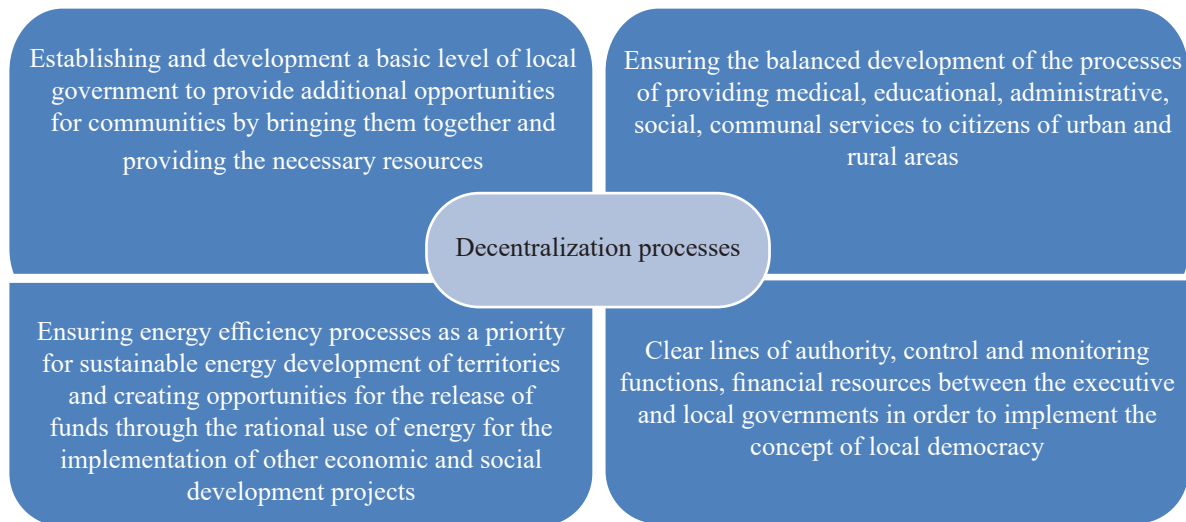 Establishing and development a basic level of local
government to provide additional opportunities
for communities by bringing them together and
providing the necessary resources
Ensuring the balanced development of the processes
of providing medical, educational, administrative,
social, communal services to citizens of urban and
rural areas
Decentralization processes
Ensuring energy efficiency processes as a priority
for sustainable energy development of territories
and creating opportunities for the release of
funds through the rational use of energy for the
implementation of other economic and social
development projects
Clear lines of authority, control and monitoring
functions, financial resources between the executive
and local governments in order to implement the
concept of local democracy